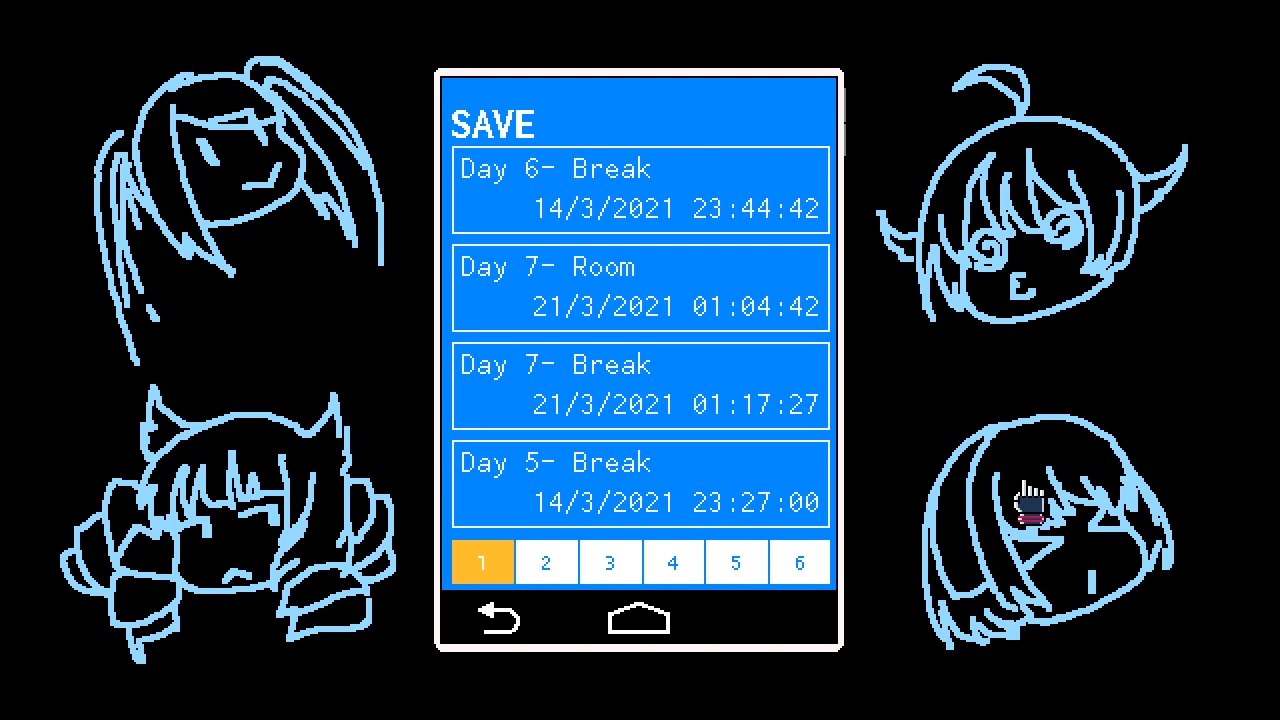 SAVE
Day 6- Break
14/3/2021 23:44:42
Day 7- Room
21/3/2021 01:04:42
Day 7- Break
21/3/2021 01:17:27
Day 5- Break
14/3/2021 23:27:00
1 2 3 4 5 6